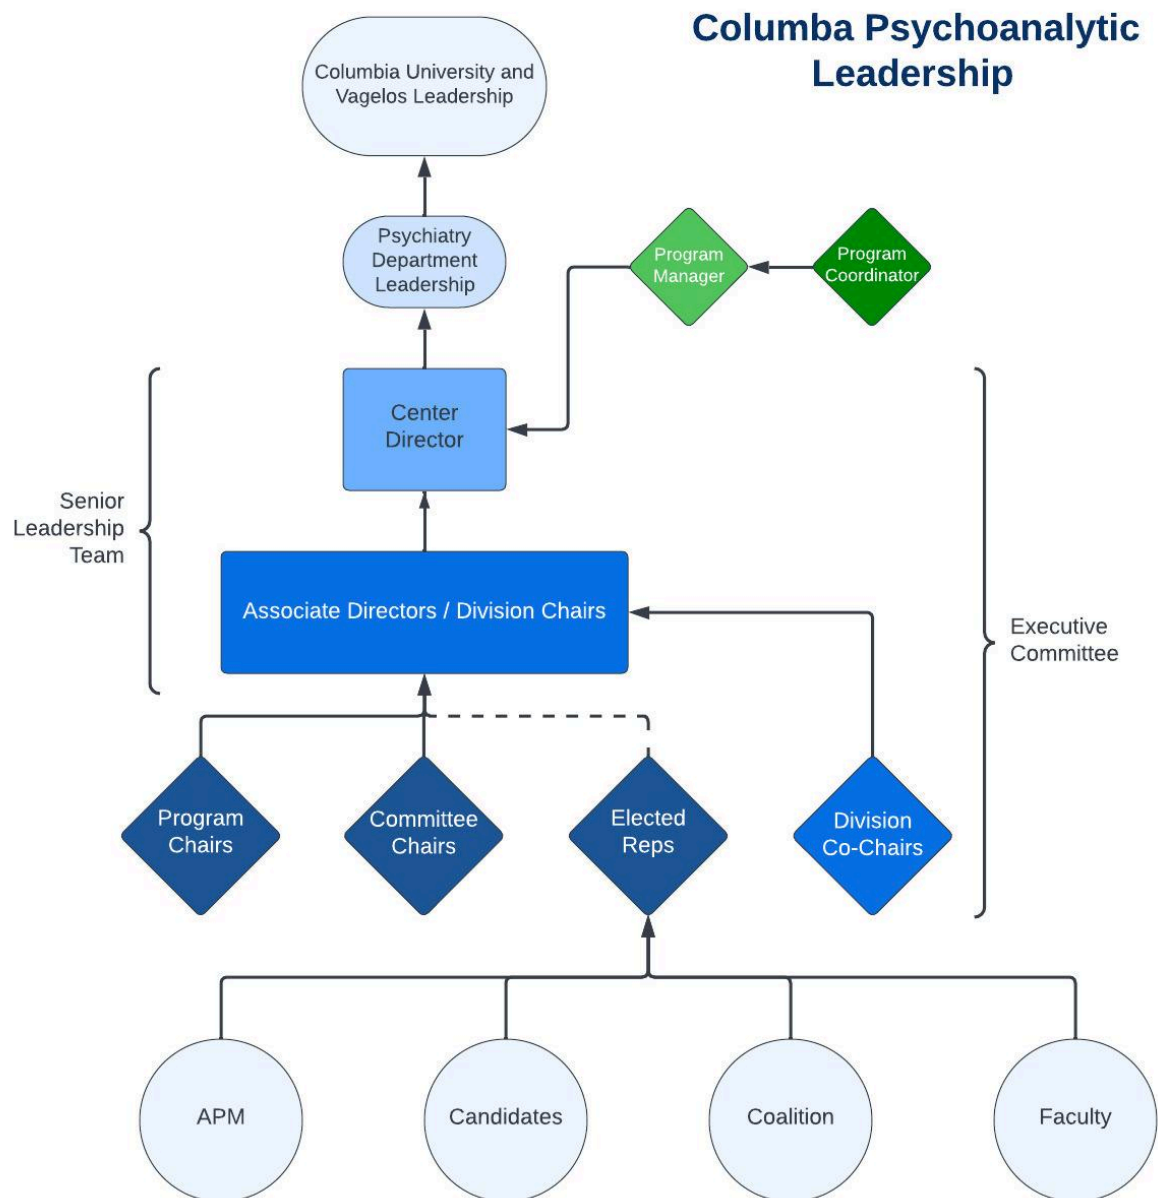 Columba Psychoanalytic
Leadership
Columbia University and
Vagelos Leadership
Psychiatry
Department
Leadership
Program
Manager
Program
Coordinator
Center
Director
Senior
Leadership
Team
Associate Directors / Division Chairs
Executive
Committee
Program
Chairs
Committee
Chairs
Elected
Reps
Division
Co-Chairs
APM
Candidates
Coalition
Faculty